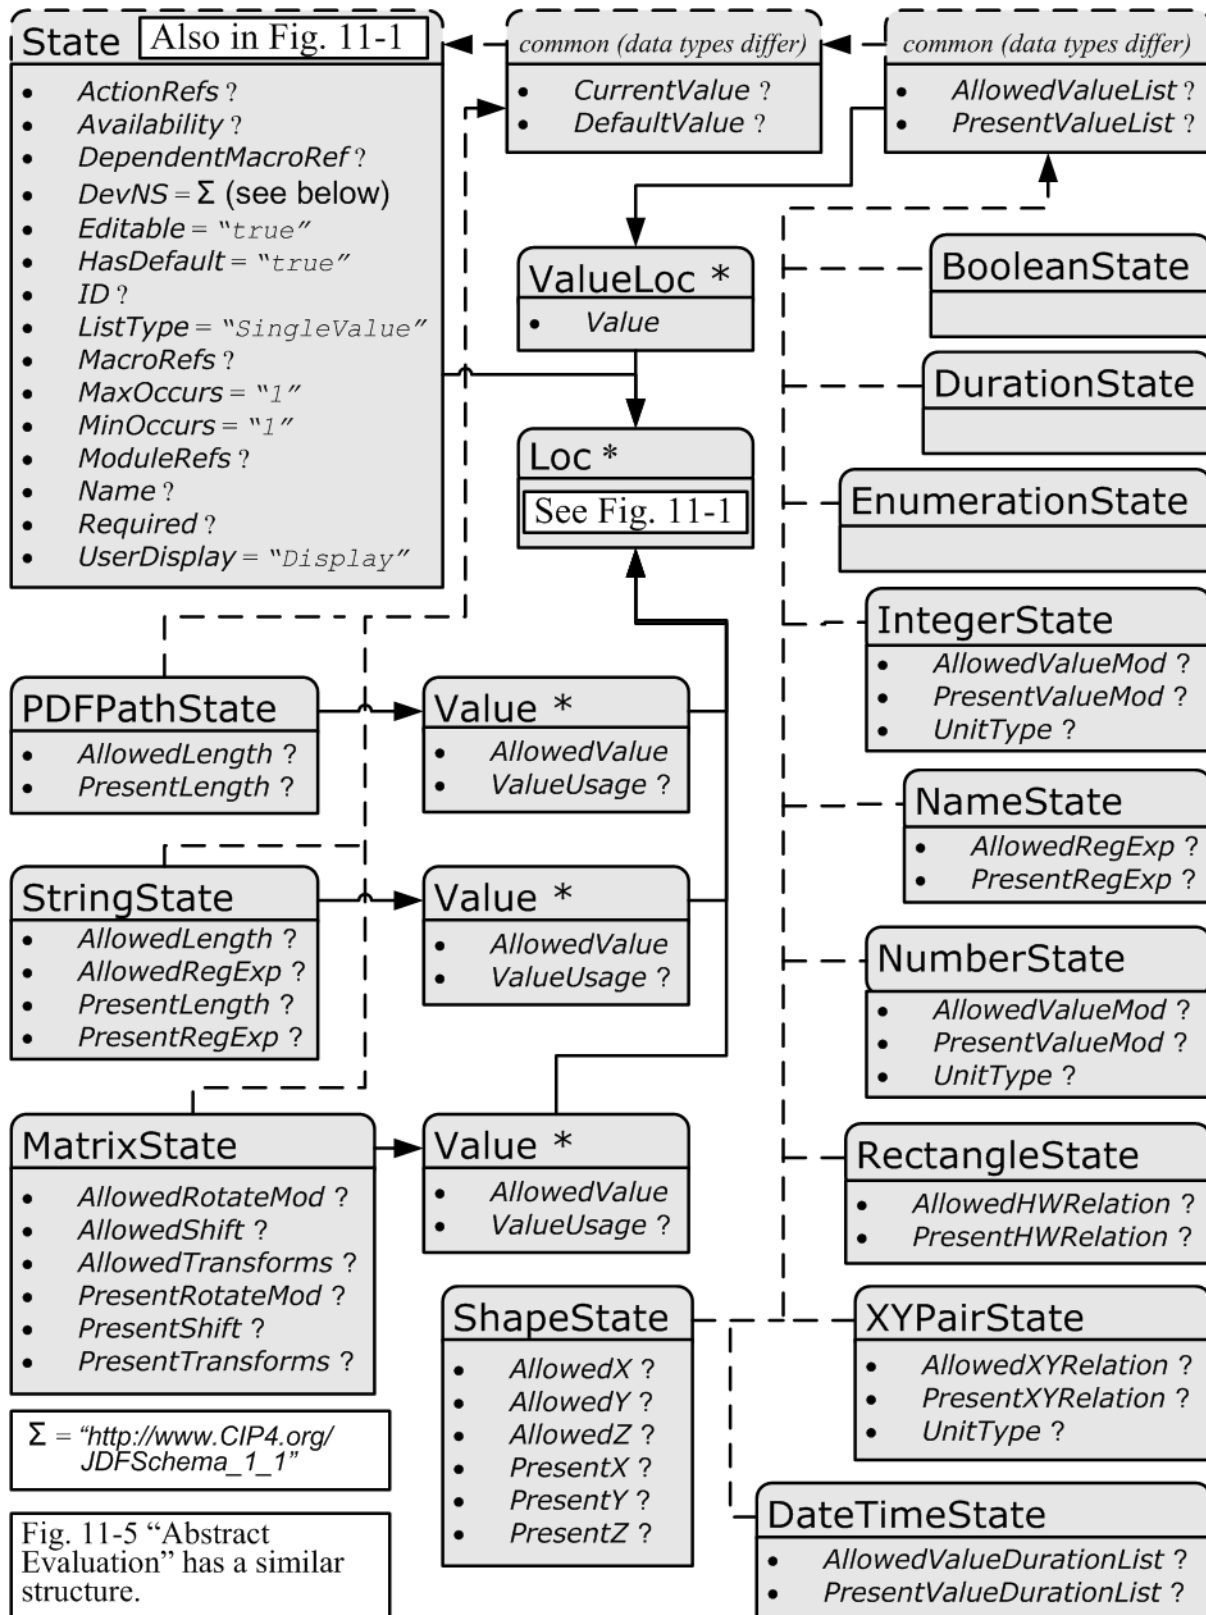 State
Also in Fig. 11-1
• ActionRefs ?
• Availability ?
• DependentMacroRef ?
• DevNS = Σ (see below)
• Editable = “true”
• HasDefault = “true”
• ID ?
• ListType = “SingleValue”
• MacroRefs ?
• MaxOccurs = “1”
• MinOccurs = “1”
• ModuleRefs ?
• Name ?
• Required ?
• UserDisplay = “Display”
common (data types differ)
• CurrentValue ?
• DefaultValue ?
common (data types differ)
• AllowedValueList ?
• PresentValueList ?
ValueLoc *
• Value
Loc *
See Fig. 11-1
BooleanState
DurationState
EnumerationState
IntegerState
• AllowedValueMod ?
• PresentValueMod ?
• UnitType ?
NameState
• AllowedRegExp ?
• PresentRegExp ?
NumberState
• AllowedValueMod ?
• PresentValueMod ?
• UnitType ?
RectangleState
• AllowedHWRelation ?
• PresentHWRelation ?
XYPairState
• AllowedXYRelation ?
• PresentXYRelation ?
• UnitType ?
DateTimeState
• AllowedValueDurationList ?
• PresentValueDurationList ?
PDFPathState
• AllowedLength ?
• PresentLength ?
Value *
• AllowedValue
• ValueUsage ?
StringState
• AllowedLength ?
• AllowedRegExp ?
• PresentLength ?
• PresentRegExp ?
Value *
• AllowedValue
• ValueUsage ?
MatrixState
• AllowedRotateMod ?
• AllowedShift ?
• AllowedTransforms ?
• PresentRotateMod ?
• PresentShift ?
• PresentTransforms ?
Value *
• AllowedValue
• ValueUsage ?
ShapeState
• AllowedX ?
• AllowedY ?
• AllowedZ ?
• PresentX ?
• PresentY ?
• PresentZ ?
Σ = “http://www.CIP4.org/
JDFSchema_1_1”
Fig. 11-5 “Abstract
Evaluation” has a similar
structure.